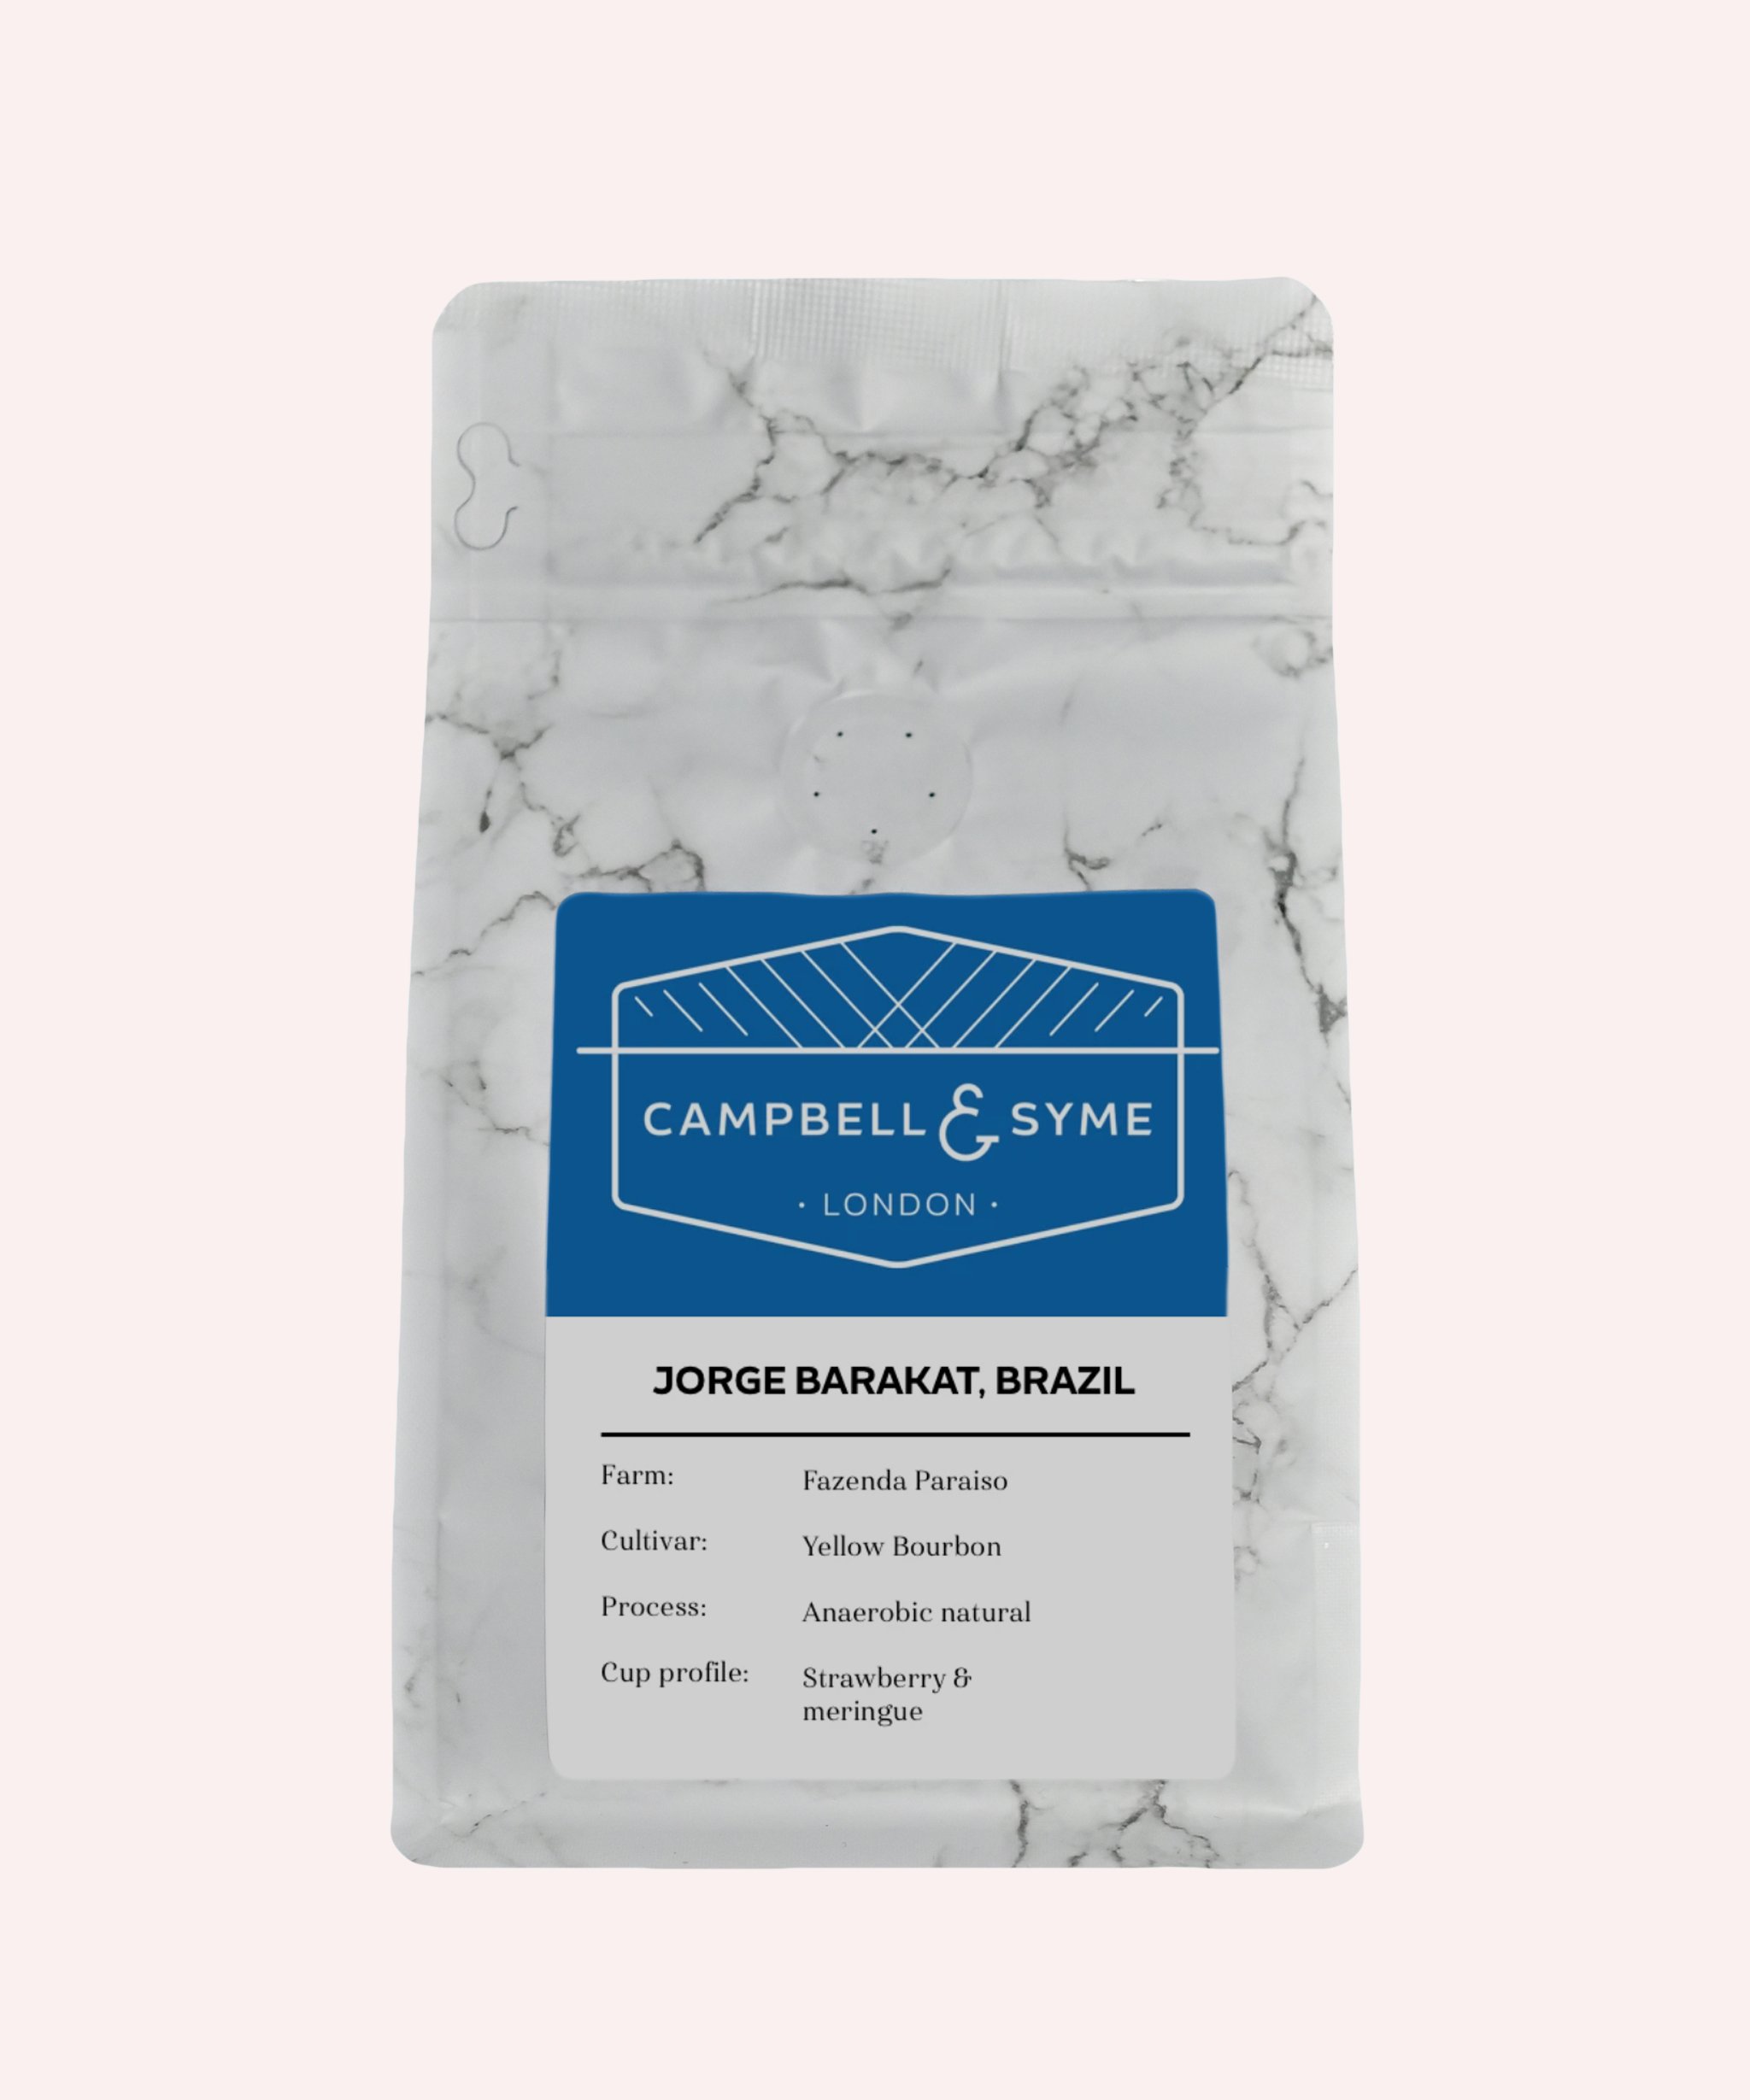 CAMPBELL & SYME
· LONDON ·
JORGE BARAKAT, BRAZIL
Farm: Fazenda Paraiso
Cultivar: Yellow Bourbon
Process: Anaerobic natural
Cup profile: Strawberry &
meringue